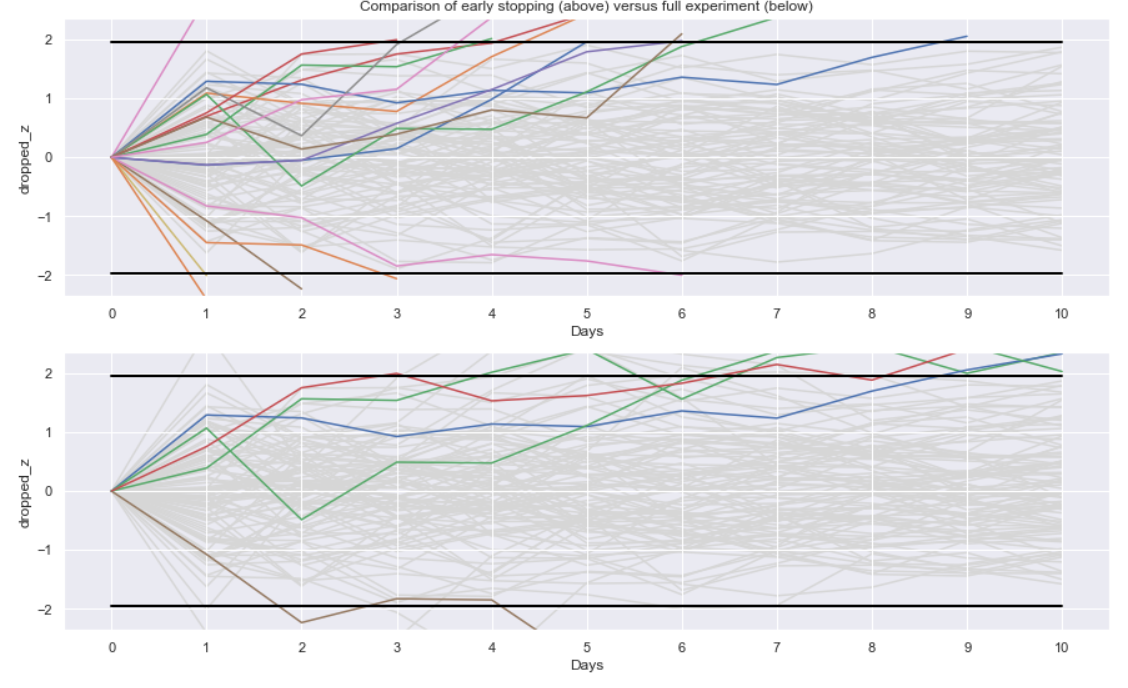 Comparison of early stopping (above) versus full experiment (below)
2
1
0
−1
−2
dropped_z
0 1 2 3 4 5 6 7 8 9 10
Days
2
1
0
−1
−2
dropped_z
0 1 2 3 4 5 6 7 8 9 10
Days